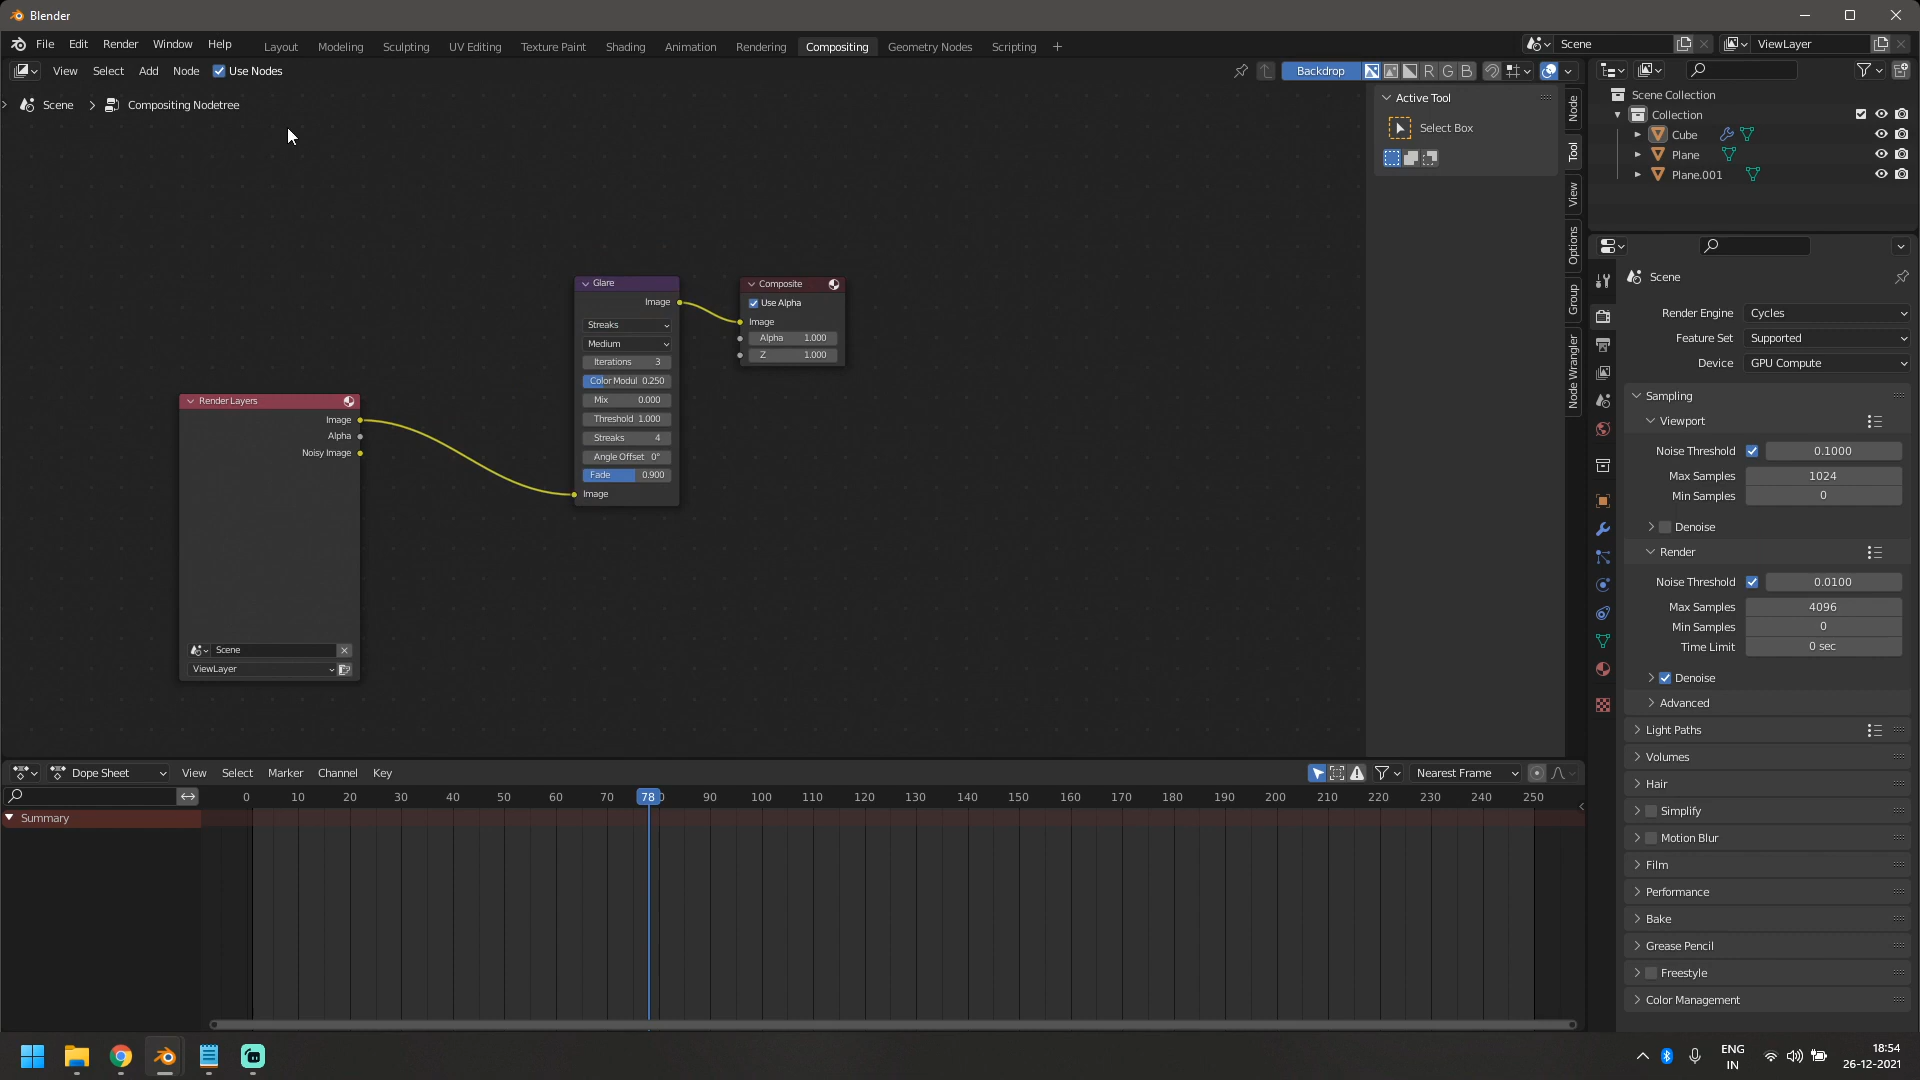 Blender
File Edit Render Window Help
Layout Modeling Sculpting UV Editing Texture Paint Shading Animation Rendering Compositing Geometry Nodes Scripting +
Scene
ViewLayer
View Select Add Node Use Nodes
Backdrop R G B
Scene > Compositing Nodetree
Active Tool
Select Box
Node
Tool
View
Options
Group
Node Wrangler
Scene Collection
Collection
Cube
Plane
Plane.001
Glare
Image
Streaks
Medium
Iterations 3
Color Modul 0.250
Mix 0.000
Threshold 1.000
Streaks 4
Angle Offset 0°
Fade 0.900
Image
Composite
Use Alpha
Image
Alpha 1.000
Z 1.000
Render Layers
Image
Alpha
Noisy Image
Scene
ViewLayer
Scene
Render Engine Cycles
Feature Set Supported
Device GPU Compute
Sampling
Viewport
Noise Threshold 0.1000
Max Samples 1024
Min Samples 0
Denoise
Render
Noise Threshold 0.0100
Max Samples 4096
Min Samples 0
Time Limit 0 sec
Denoise
Advanced
Light Paths
Volumes
Hair
Simplify
Motion Blur
Film
Performance
Bake
Grease Pencil
Freestyle
Color Management
Dope Sheet View Select Marker Channel Key
Nearest Frame
0 10 20 30 40 50 60 70 78 90 100 110 120 130 140 150 160 170 180 190 200 210 220 230 240 250
Summary
ENG
IN
18:54
26-12-2021